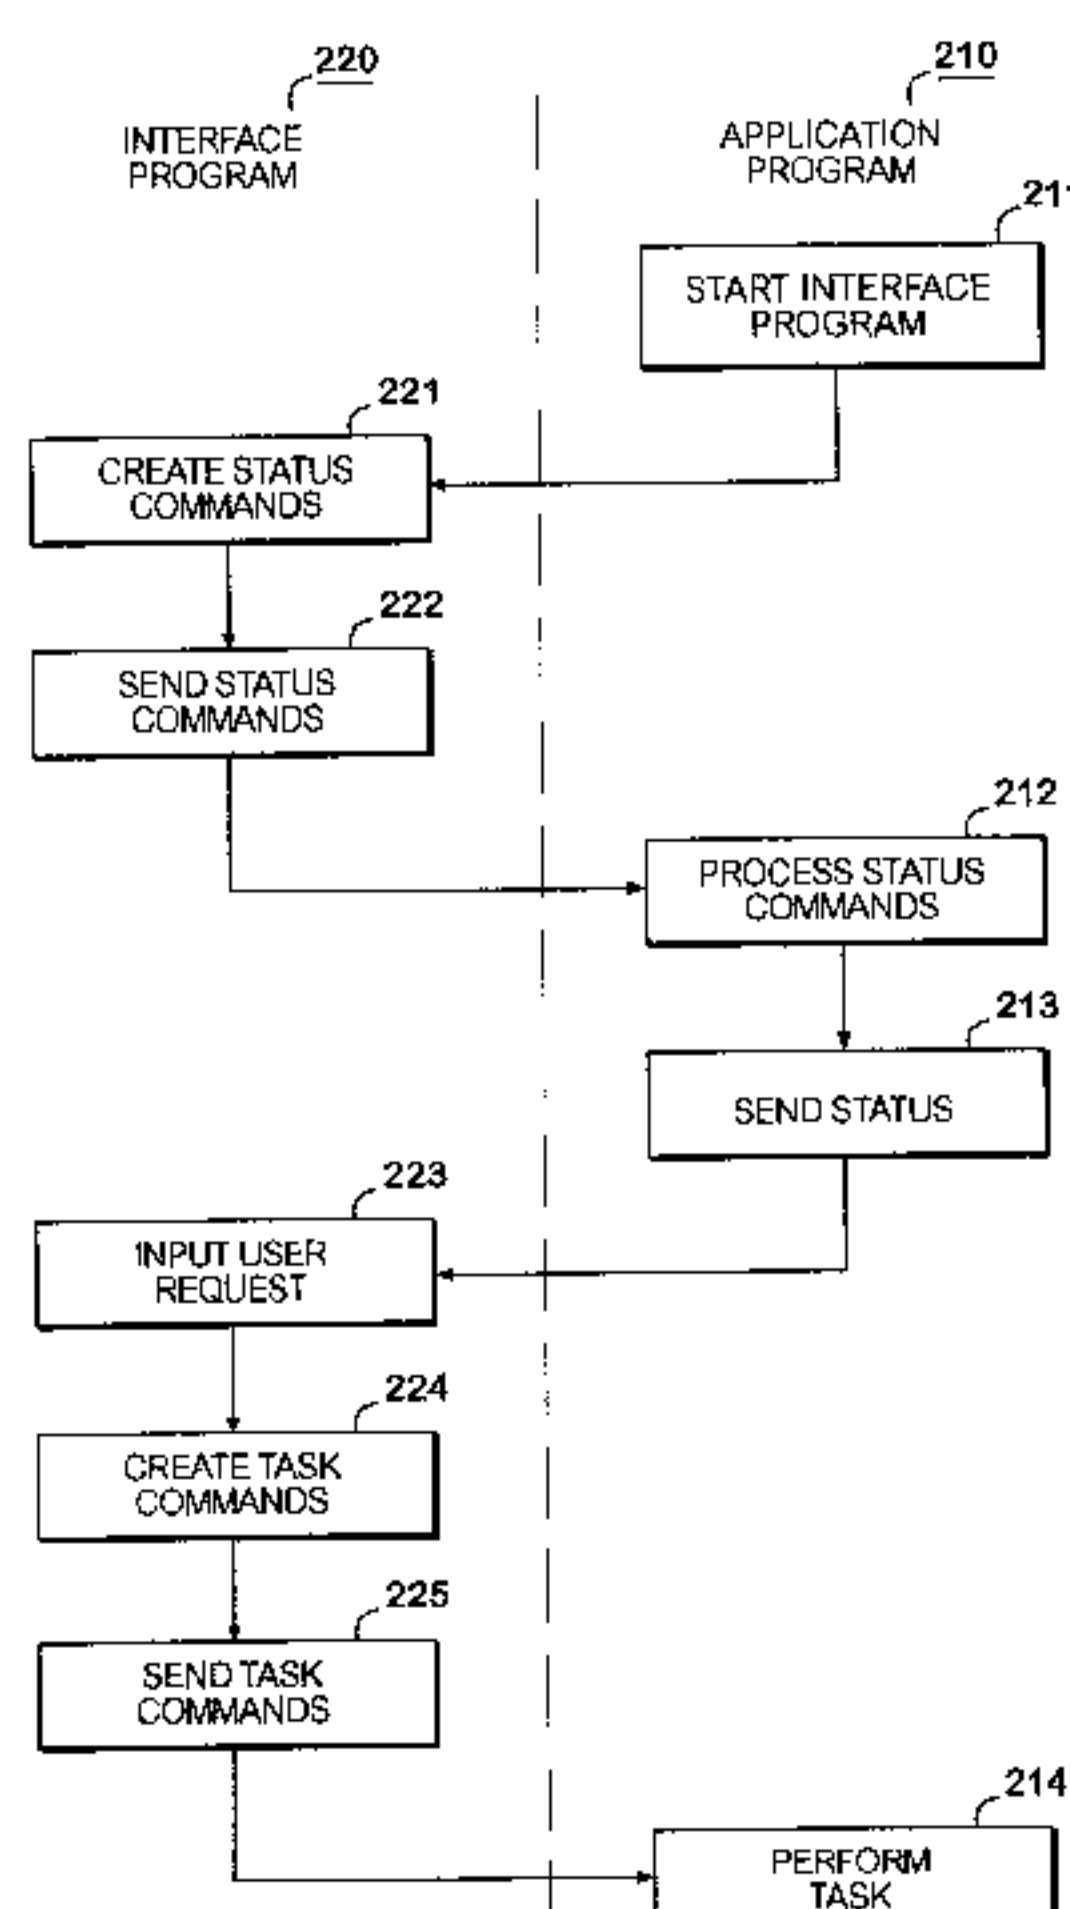 220
INTERFACE
PROGRAM
210
APPLICATION
PROGRAM
211
START INTERFACE
PROGRAM
221
CREATE STATUS
COMMANDS
222
SEND STATUS
COMMANDS
212
PROCESS STATUS
COMMANDS
213
SEND STATUS
223
INPUT USER
REQUEST
224
CREATE TASK
COMMANDS
225
SEND TASK
COMMANDS
214
PERFORM
TASK